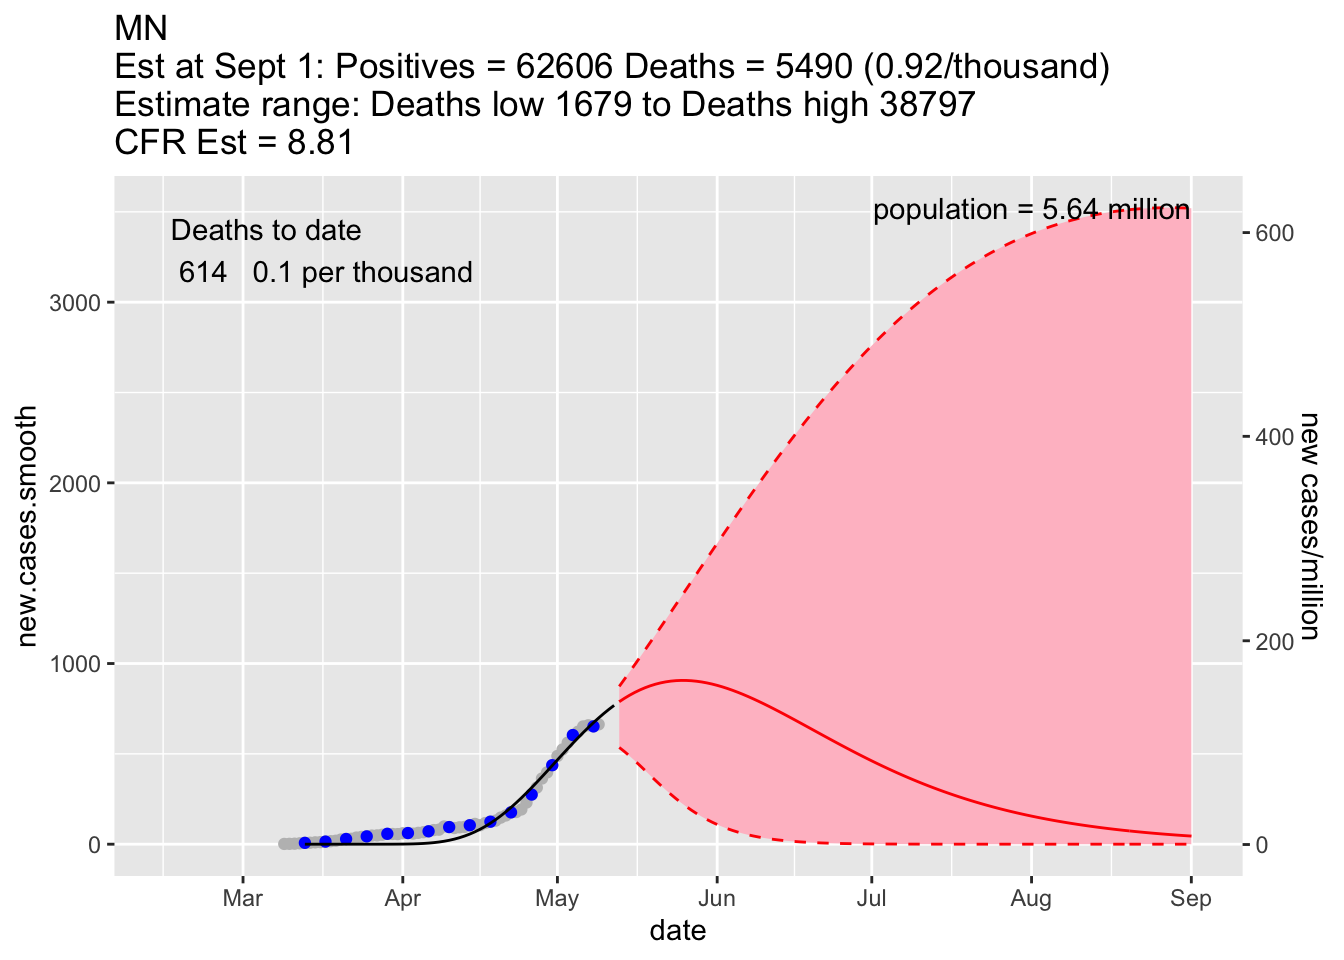 MN
Est at Sept 1: Positives = 62606 Deaths = 5490 (0.92/thousand)
Estimate range: Deaths low 1679 to Deaths high 38797
CFR Est = 8.81
population = 5.64 million
Deaths to date
614 0.1 per thousand
new.cases.smooth
3000
2000
1000
0
600
400
200
0
new cases/million
Mar Apr May Jun Jul Aug Sep
date